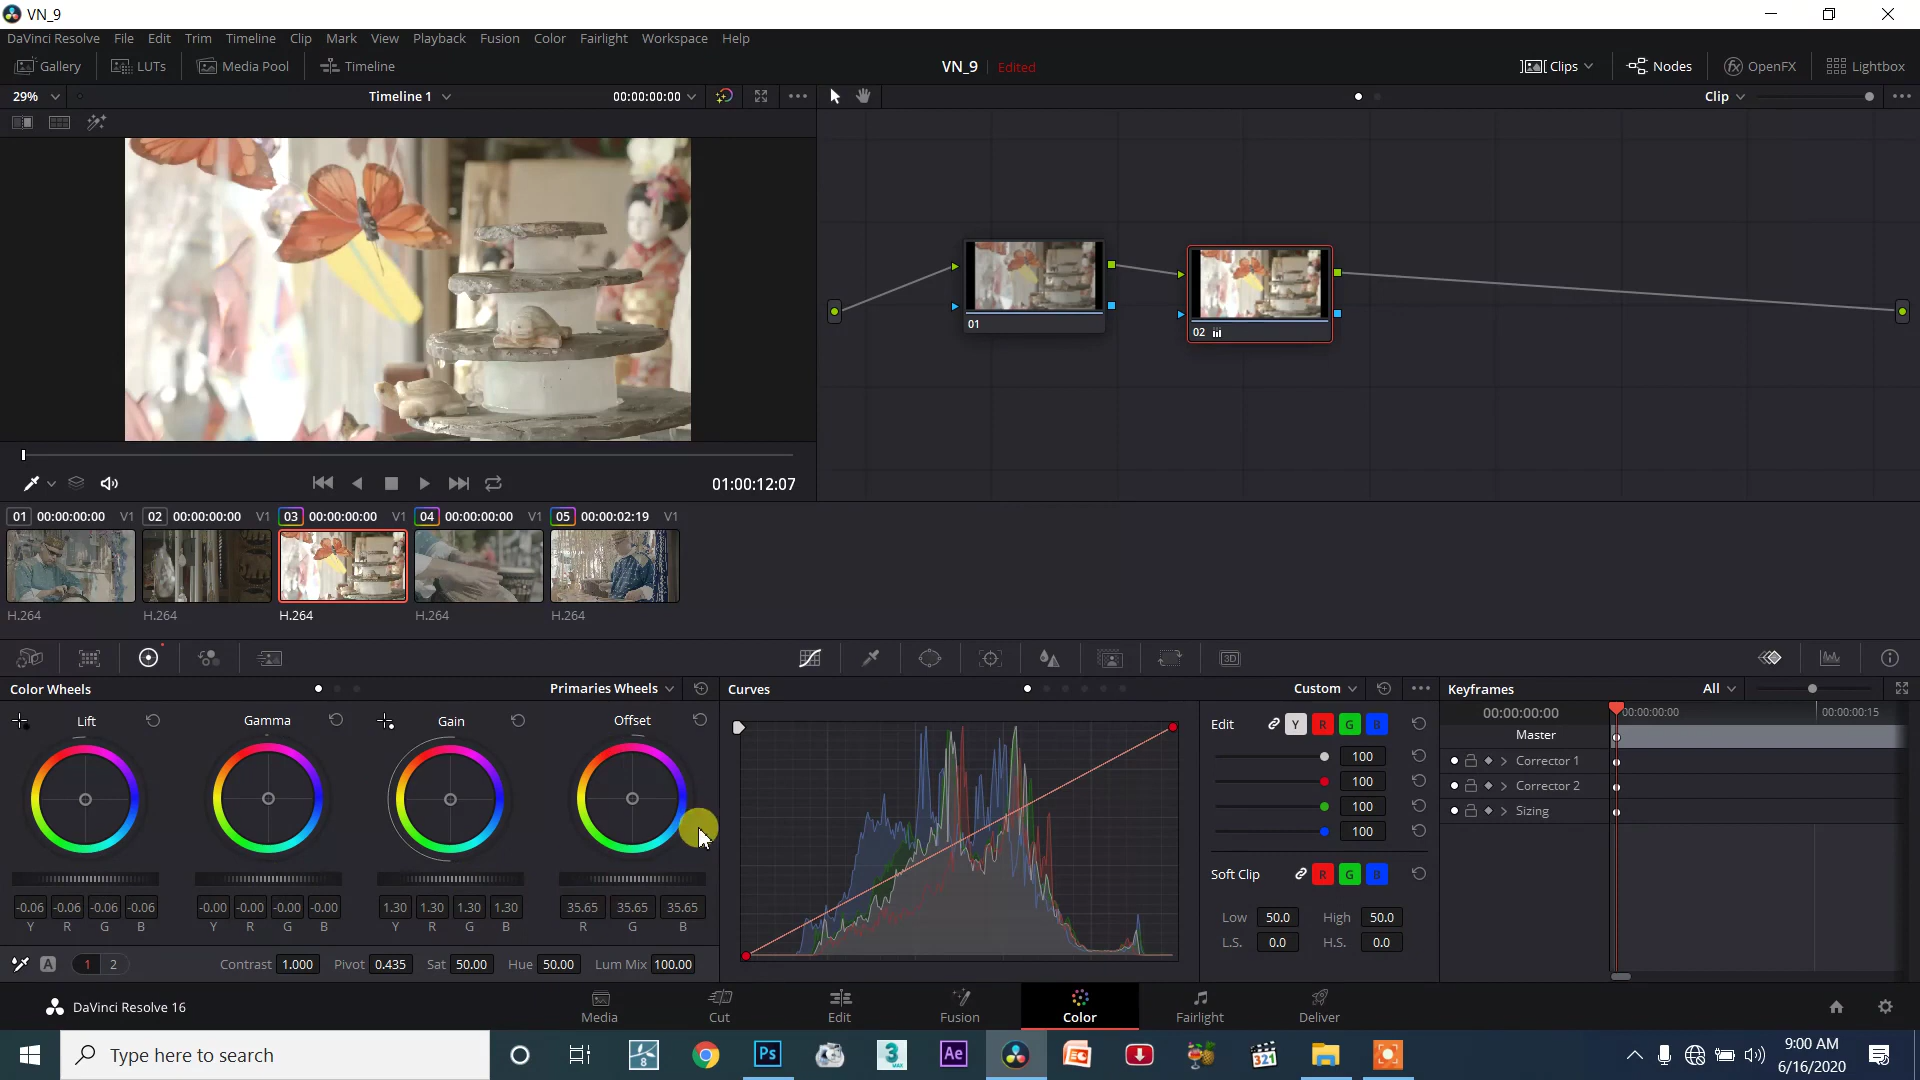 VN_9
DaVinci Resolve File Edit Trim Timeline Clip Mark View Playback Fusion Color Fairlight Workspace Help
Gallery LUTs Media Pool Timeline VN_9 Edited Clips Nodes OpenFX Lightbox
29% Timeline 1 00:00:00:00 Clip
01
02
01:00:12:07
01 00:00:00:00 V1 02 00:00:00:00 V1 03 00:00:00:00 V1 04 00:00:00:00 V1 05 00:00:02:19 V1
H.264 H.264 H.264 H.264 H.264
3D
Color Wheels Primaries Wheels Curves Custom Keyframes All
Lift Gamma Gain Offset
Edit Y R G B
00:00:00:00 00:00:00:00 00:00:00:15
Master
100
Corrector 1
100
Corrector 2
100
Sizing
100
Soft Clip R G B
-0.06 -0.06 -0.06 -0.06 -0.00 -0.00 -0.00 -0.00 1.30 1.30 1.30 1.30 35.65 35.65 35.65
Y R G B Y R G B Y R G B R G B
Low 50.0 High 50.0
L.S. 0.0 H.S. 0.0
A 1 2 Contrast 1.000 Pivot 0.435 Sat 50.00 Hue 50.00 Lum Mix 100.00
DaVinci Resolve 16 Media Cut Edit Fusion Color Fairlight Deliver
Type here to search
8
Ps
3
MAX
Ae
321
9:00 AM
6/16/2020